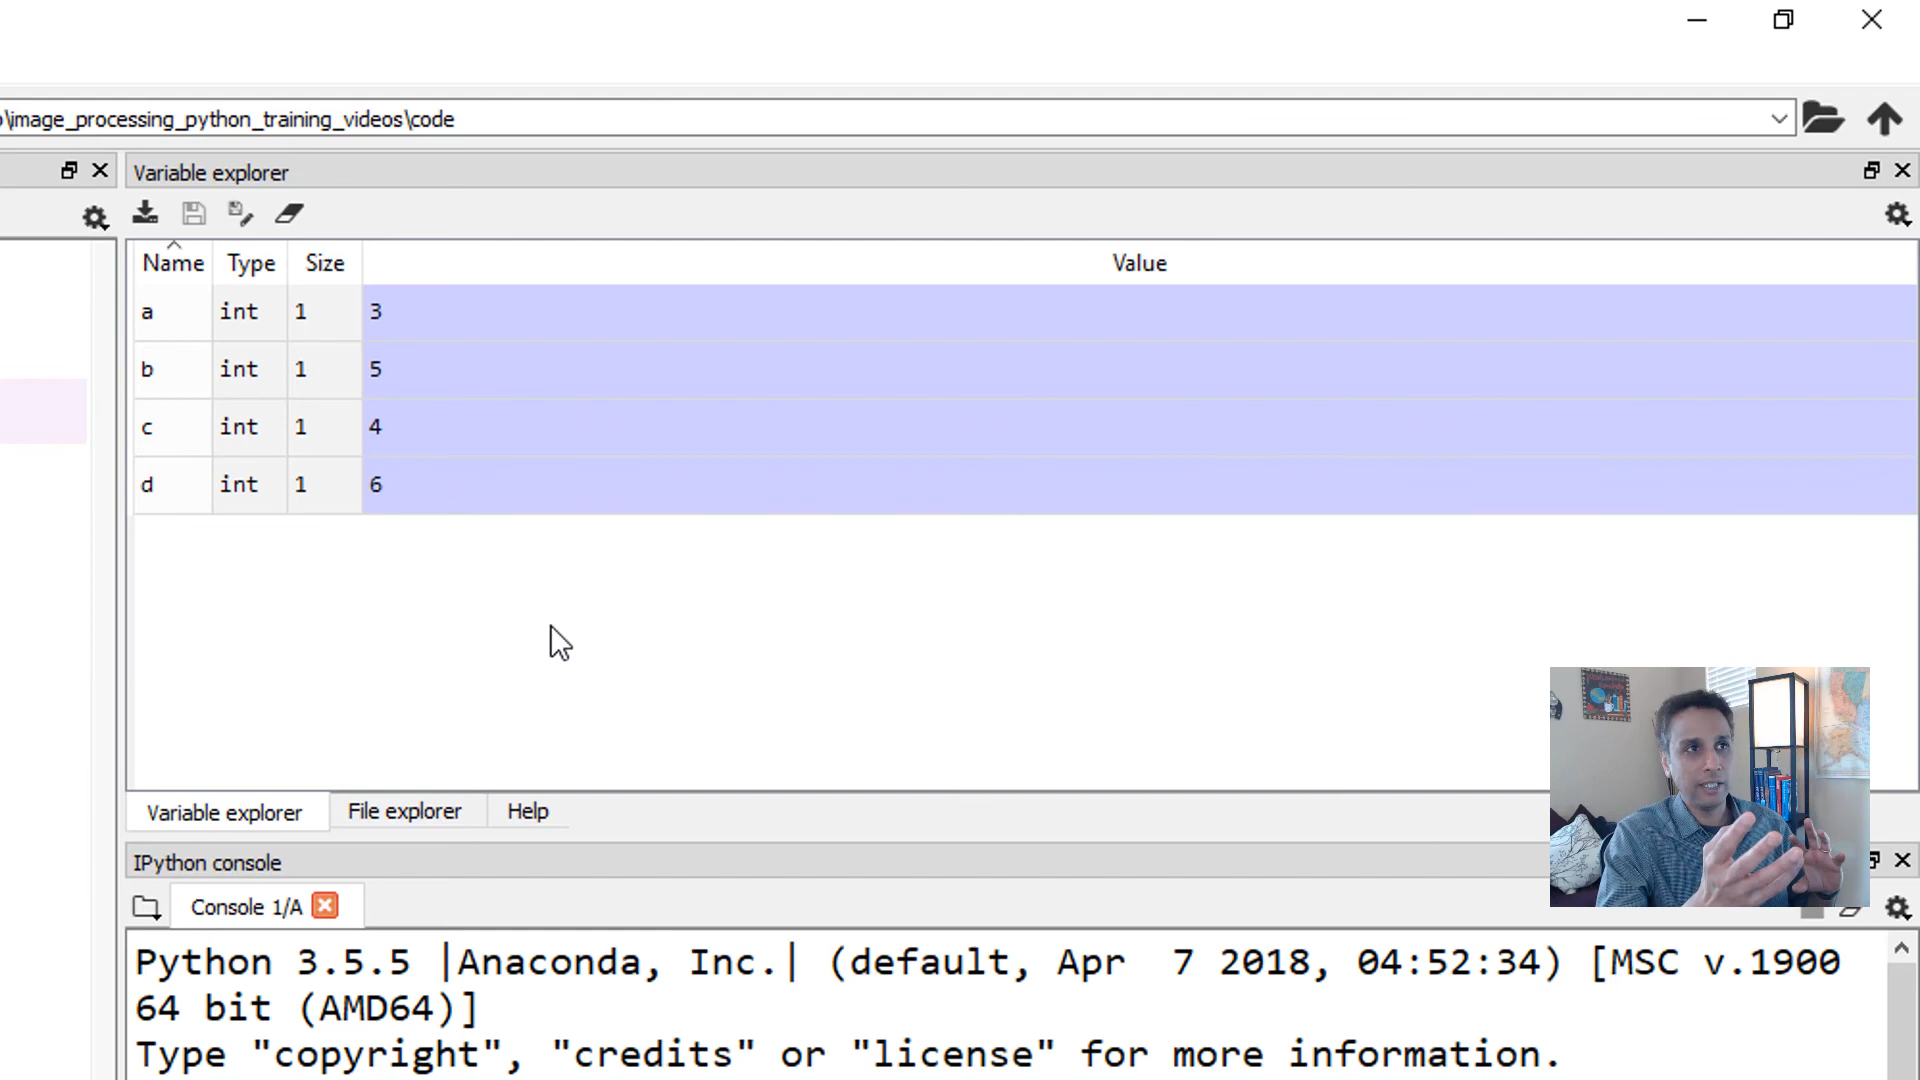 \image_processing_python_training_videos\code
Variable explorer
Name Type Size Value
a int 1 3
b int 1 5
c int 1 4
d int 1 6
Variable explorer File explorer Help
IPython console
Console 1/A
Python 3.5.5 |Anaconda, Inc.| (default, Apr  7 2018, 04:52:34) [MSC v.1900
64 bit (AMD64)]
Type "copyright", "credits" or "license" for more information.